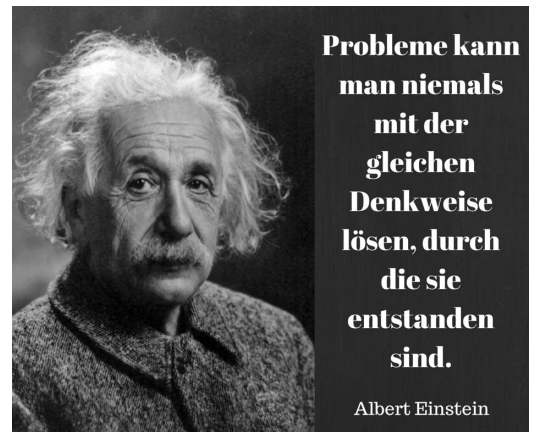 Probleme kann
man niemals
mit der
gleichen
Denkweise
lösen, durch
die sie
entstanden
sind.
Albert Einstein